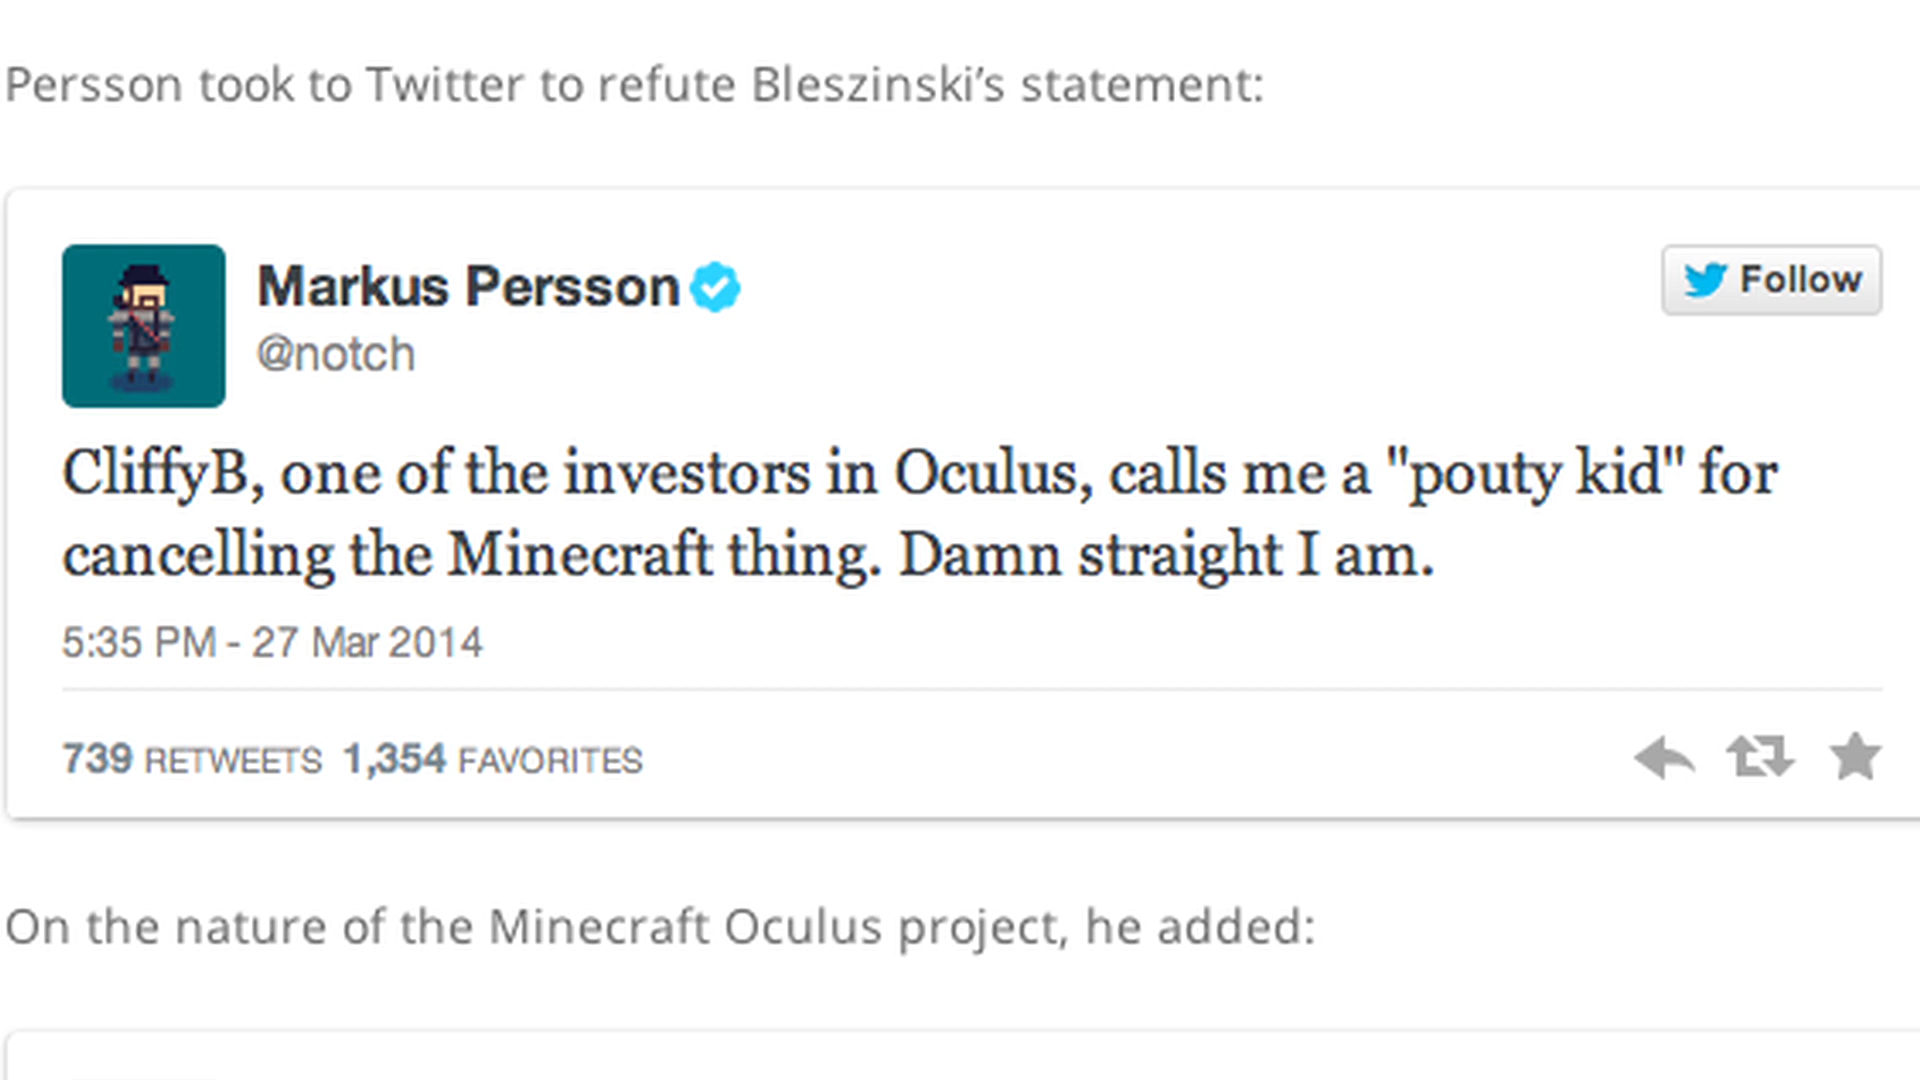 Persson took to Twitter to refute Bleszinski’s statement:
Markus Persson
Follow
@notch
CliffyB, one of the investors in Oculus, calls me a "pouty kid" for
cancelling the Minecraft thing. Damn straight I am.
5:35 PM - 27 Mar 2014
739 RETWEETS 1,354 FAVORITES
On the nature of the Minecraft Oculus project, he added: